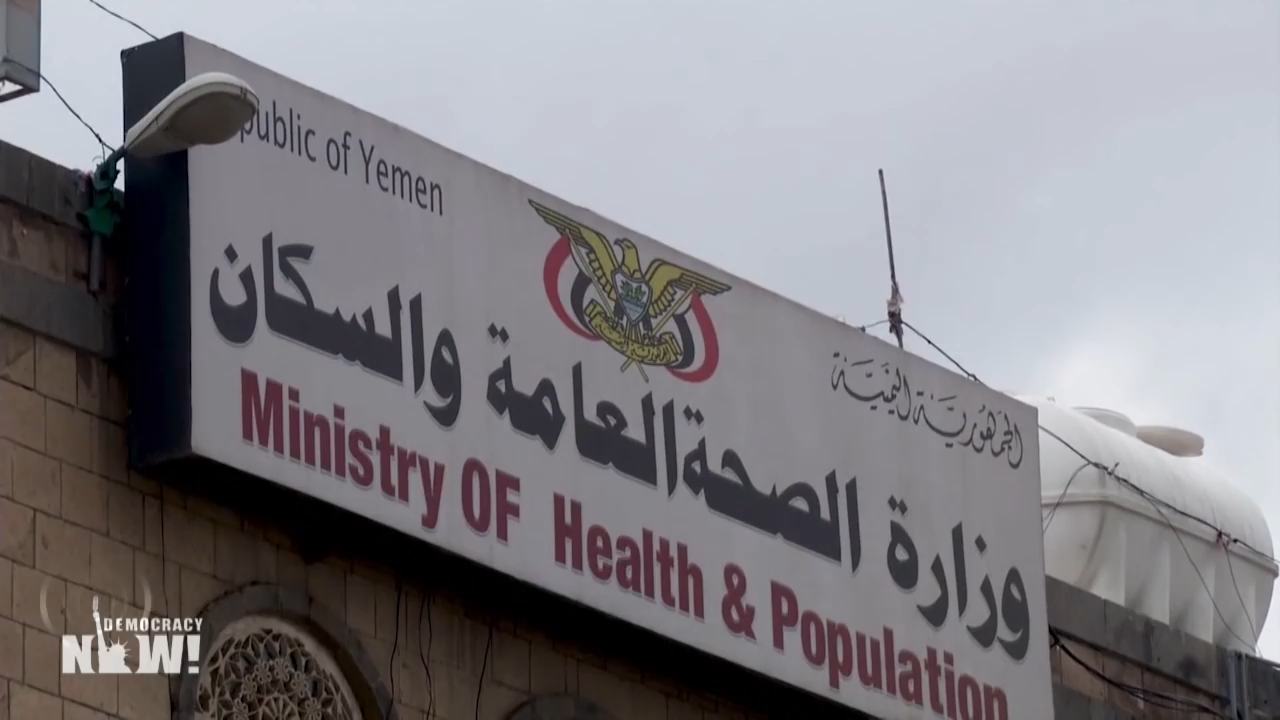 public of Yemen
الجمهورية اليمنية
وزارة الصحة العامة والسكان
Ministry OF Health & Population
DEMOCRACY
NOW!